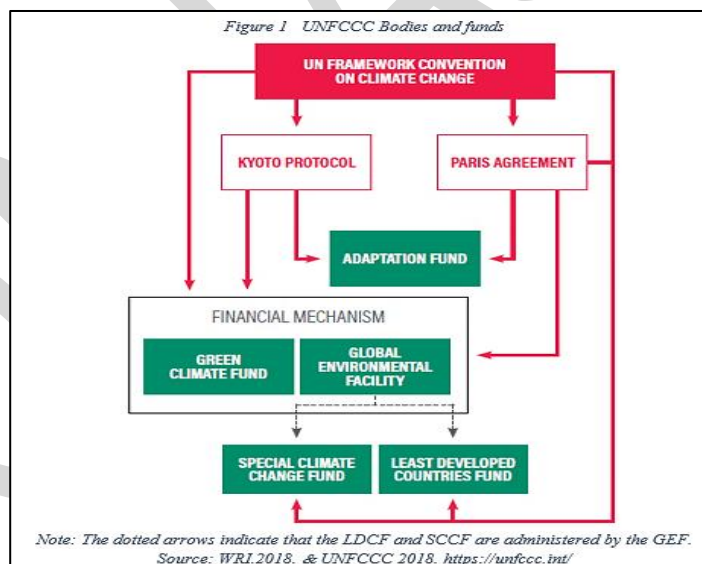 Figure 1 UNFCCC Bodies and funds
UN FRAMEWORK CONVENTION
ON CLIMATE CHANGE
KYOTO PROTOCOL
PARIS AGREEMENT
ADAPTATION FUND
FINANCIAL MECHANISM
GREEN
CLIMATE FUND
GLOBAL
ENVIRONMENTAL
FACILITY
SPECIAL CLIMATE
CHANGE FUND
LEAST DEVELOPED
COUNTRIES FUND
Note: The dotted arrows indicate that the LDCF and SCCF are administered by the GEF.
Source: WRI.2018. & UNFCCC 2018. https://unfccc.int/